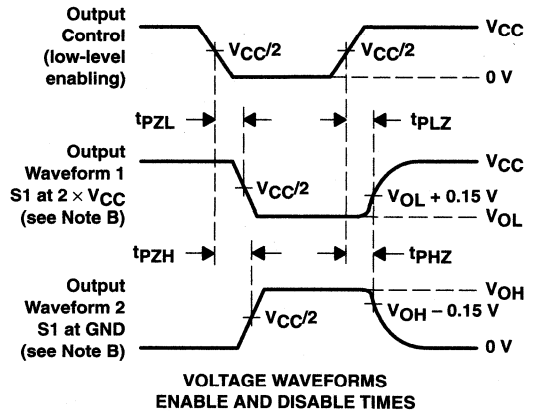 Output
Control
(low-level
enabling)
VCC/2
VCC/2
VCC
0 V
tPZL
tPLZ
Output
Waveform 1
S1 at 2 × VCC
(see Note B)
VCC/2
VCC
VOL + 0.15 V
VOL
tPZH
tPHZ
Output
Waveform 2
S1 at GND
(see Note B)
VCC/2
VOH
VOH − 0.15 V
0 V
VOLTAGE WAVEFORMS
ENABLE AND DISABLE TIMES